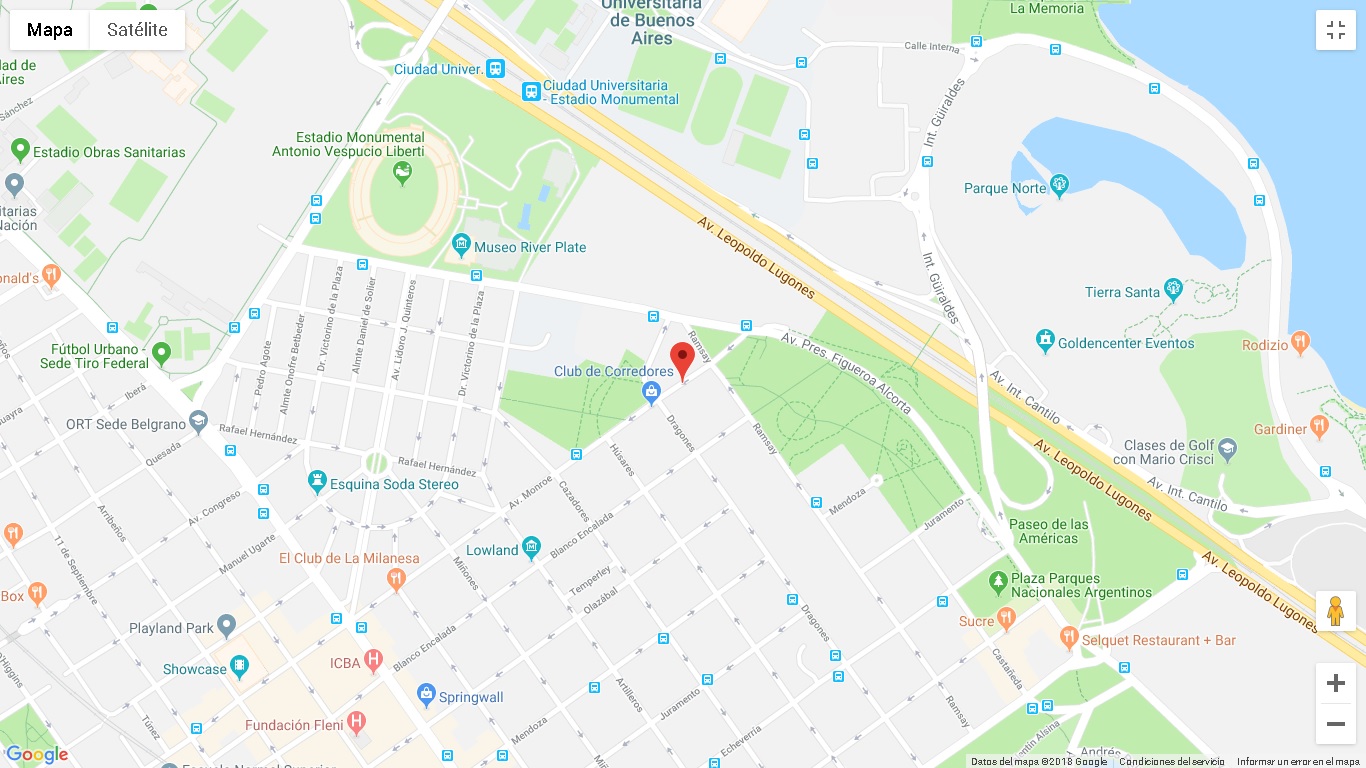 Mapa
Satélite
Universitaria
de Buenos
Aires
La Memoria
Calle Interna
dad de
Aires
Sánchez
Ciudad Univer.
Ciudad Universitaria
- Estadio Monumental
Int. Güiraldes
Estadio Monumental
Antonio Vespucio Liberti
Estadio Obras Sanitarias
Parque Norte
itarias
Nación
Av. Leopoldo Lugones
Museo River Plate
Int. Güiraldes
onald's
Tierra Santa
Dr. Victorino de la Plaza
Almte Daniel de Solier
Av. Lidoro J. Quinteros
Dr. Victorino de la Plaza
Pedro Agote
Almte Onofre Betbeder
Ramsay
Av. Pres. Figueroa Alcorta
Goldencenter Eventos
Rodizio
Fútbol Urbano -
Sede Tiro Federal
Club de Corredores
Iberá
Av. Int. Cantilo
ORT Sede Belgrano
Rafael Hernández
Dragones
Ramsay
Gardiner
Quesada
Húsares
Clases de Golf
con Mario Crisci
Rafael Hernández
Esquina Soda Stereo
Av. Leopoldo Lugones
Av. Int. Cantilo
Av. Monroe
Cazadores
Mendoza
Av. Congreso
Arribeños
Blanco Encalada
Juramento
Paseo de las
Américas
Manuel Ugarte
Lowland
11 de Septiembre
El Club de La Milanesa
Miñones
Temperley
Olazábal
Av. Leopoldo Lugones
Plaza Parques
Nacionales Argentinos
Box
Playland Park
Sucre
Dragones
Selquet Restaurant + Bar
Blanco Encalada
ICBA
Showcase
O'Higgins
Castañeda
Springwall
Artilleros
Juramento
Ramsay
Fundación Fleni
Mendoza
Túnez
Echeverría
Andrés
Google
Escuela Normal Superior
Datos del mapa ©2018 Google
Condiciones del servicio
Informar un error en el mapa